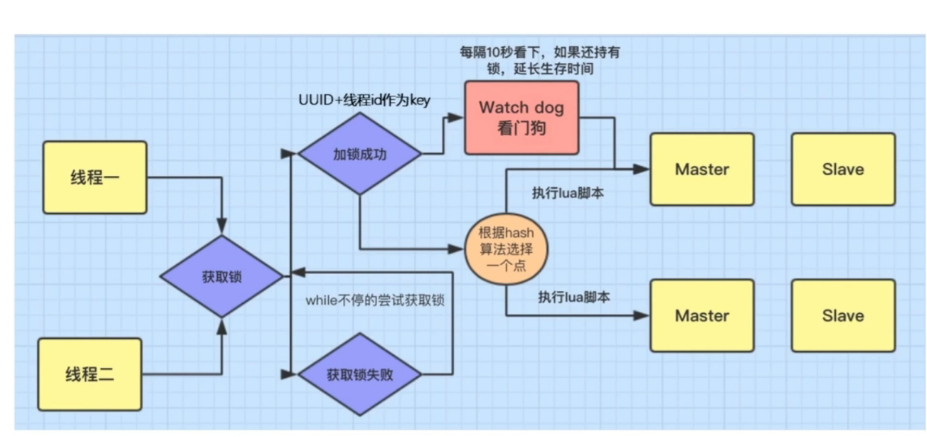 每隔10秒看下，如果还持有
锁，延长生存时间
UUID+线程id作为key
Watch dog
看门狗
加锁成功
线程一
Master
Slave
执行lua脚本
根据hash
算法选择
一个点
获取锁
while不停的尝试获取锁
执行lua脚本
Master
Slave
线程二
获取锁失败